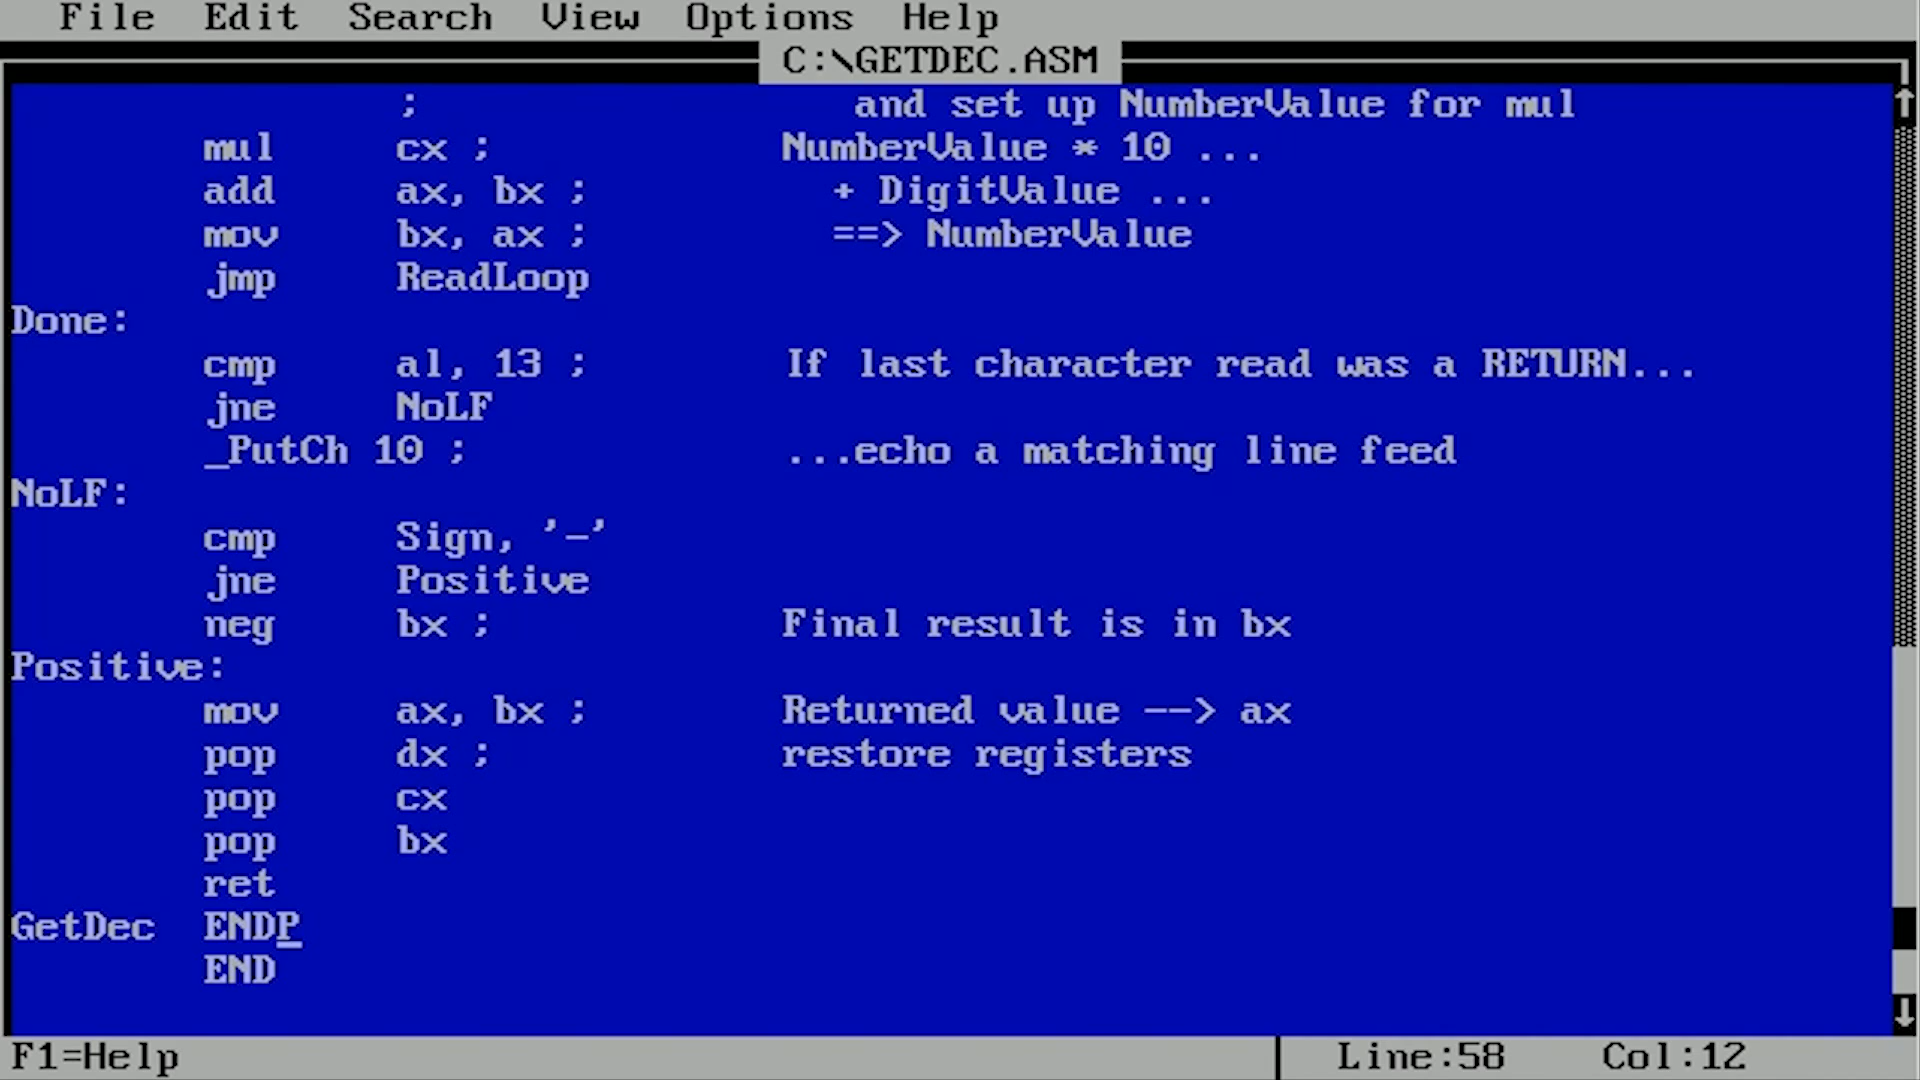 File Edit Search View Options Help
C:\GETDEC.ASM
; and set up NumberValue for mul
mul cx ; NumberValue * 10 ...
add ax, bx ; + DigitValue ...
mov bx, ax ; ==> NumberValue
jmp ReadLoop
Done:
cmp al, 13 ; If last character read was a RETURN...
jne NoLF
_PutCh 10 ; ...echo a matching line feed
NoLF:
cmp Sign, '-'
jne Positive
neg bx ; Final result is in bx
Positive:
mov ax, bx ; Returned value --> ax
pop dx ; restore registers
pop cx
pop bx
ret
GetDec ENDP
END
F1=Help Line:58 Col:12